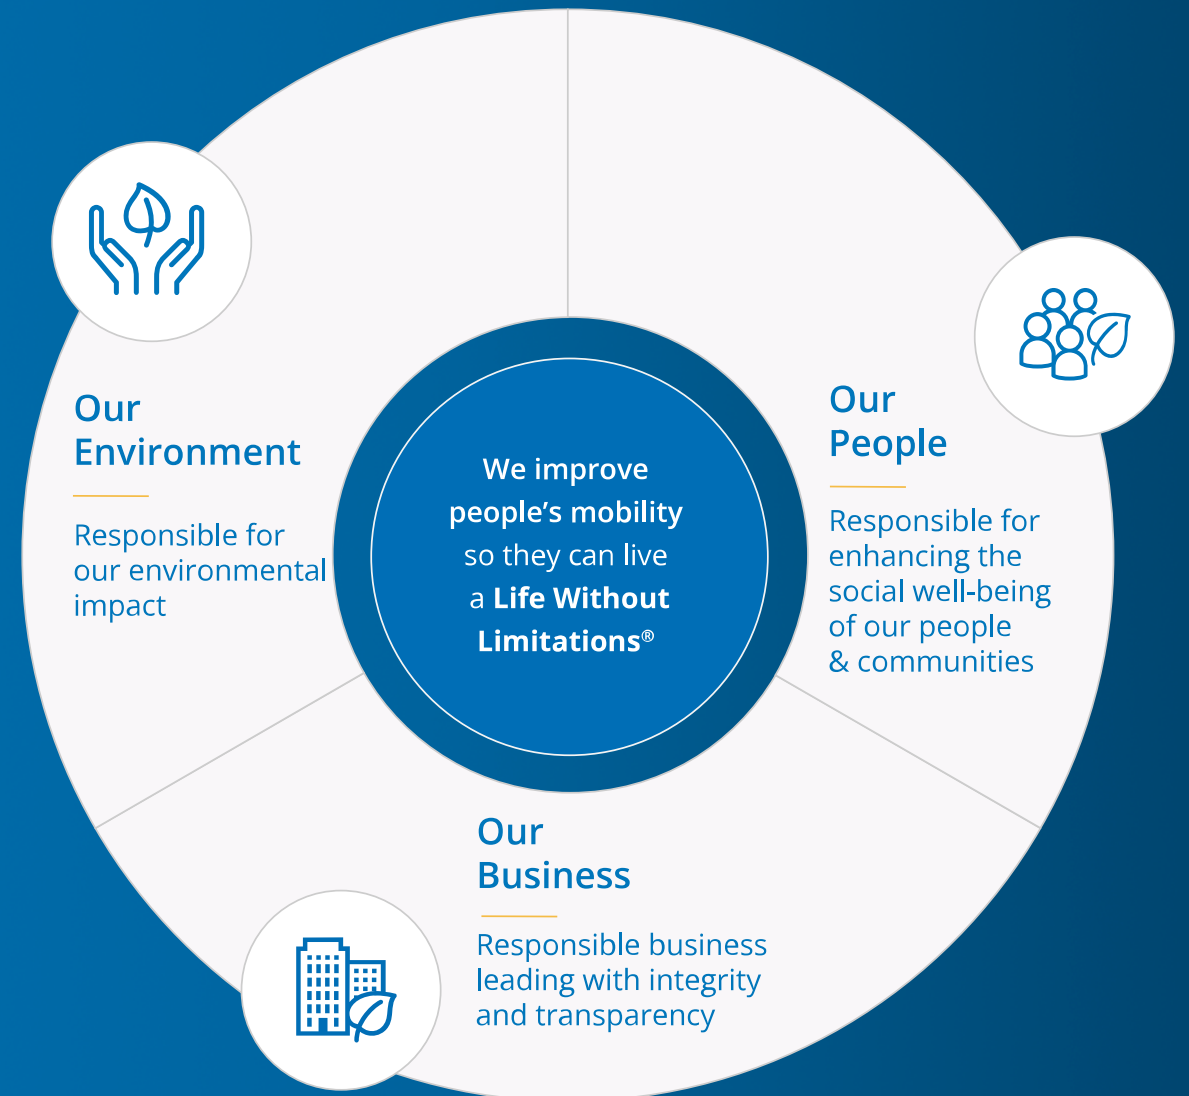 Our
Environment
Responsible for
our environmental
impact
We improve
people’s mobility
so they can live
a Life Without
Limitations®
Our
People
Responsible for
enhancing the
social well-being
of our people
& communities
Our
Business
Responsible business
leading with integrity
and transparency